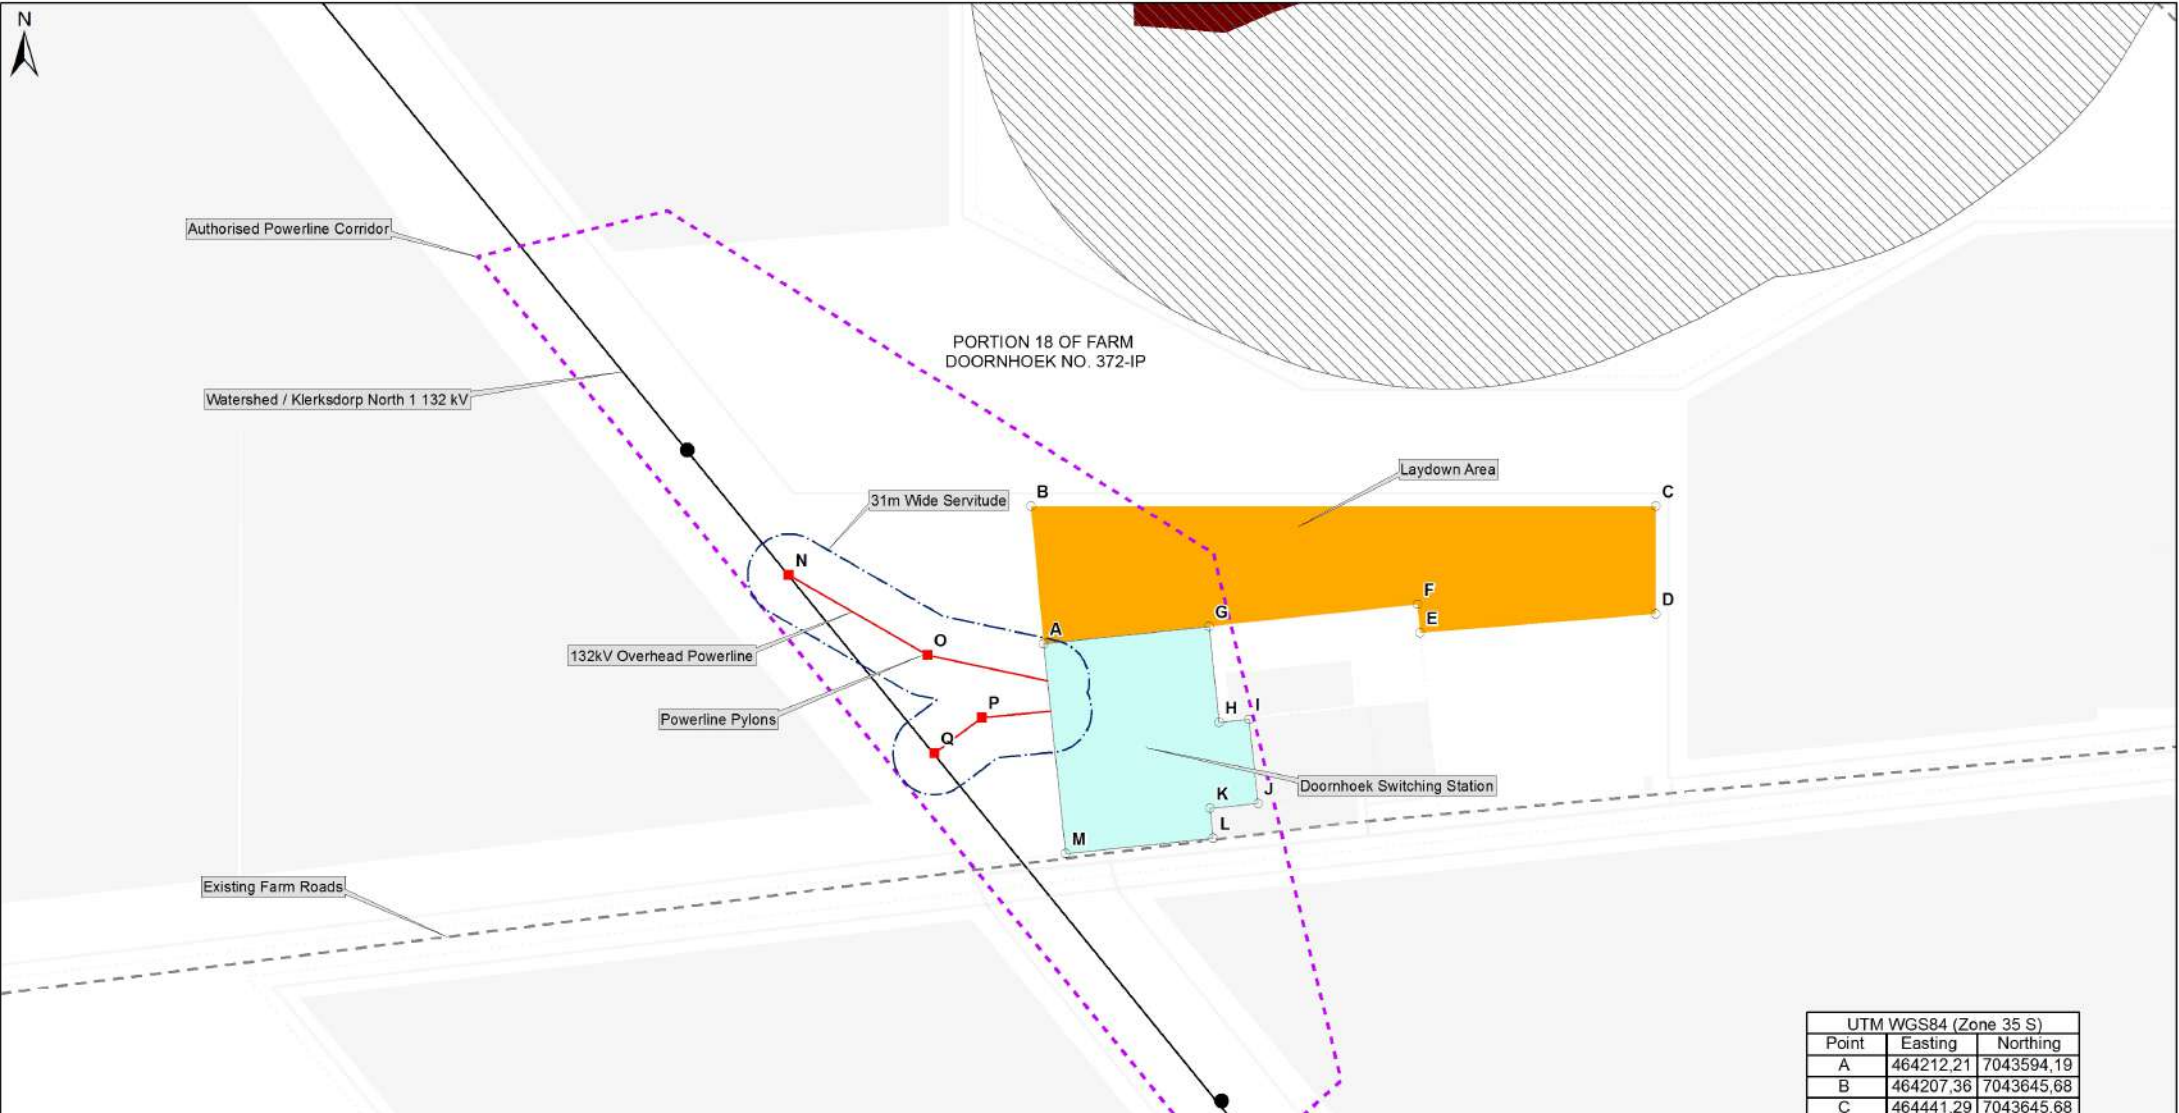 N
Authorised Powerline Corridor
PORTION 18 OF FARM
DOORNHOEK NO. 372-IP
Watershed / Klerksdorp North 1 132 kV
Laydown Area
31m Wide Servitude
B
C
N
F
D
G
E
A
O
132kV Overhead Powerline
P
H
I
Powerline Pylons
Q
Doornhoek Switching Station
K
J
L
M
Existing Farm Roads
UTM WGS84 (Zone 35 S)
Point Easting Northing
A 464212,21 7043594,19
B 464207,36 7043645,68
C 464441,29 7043645,68